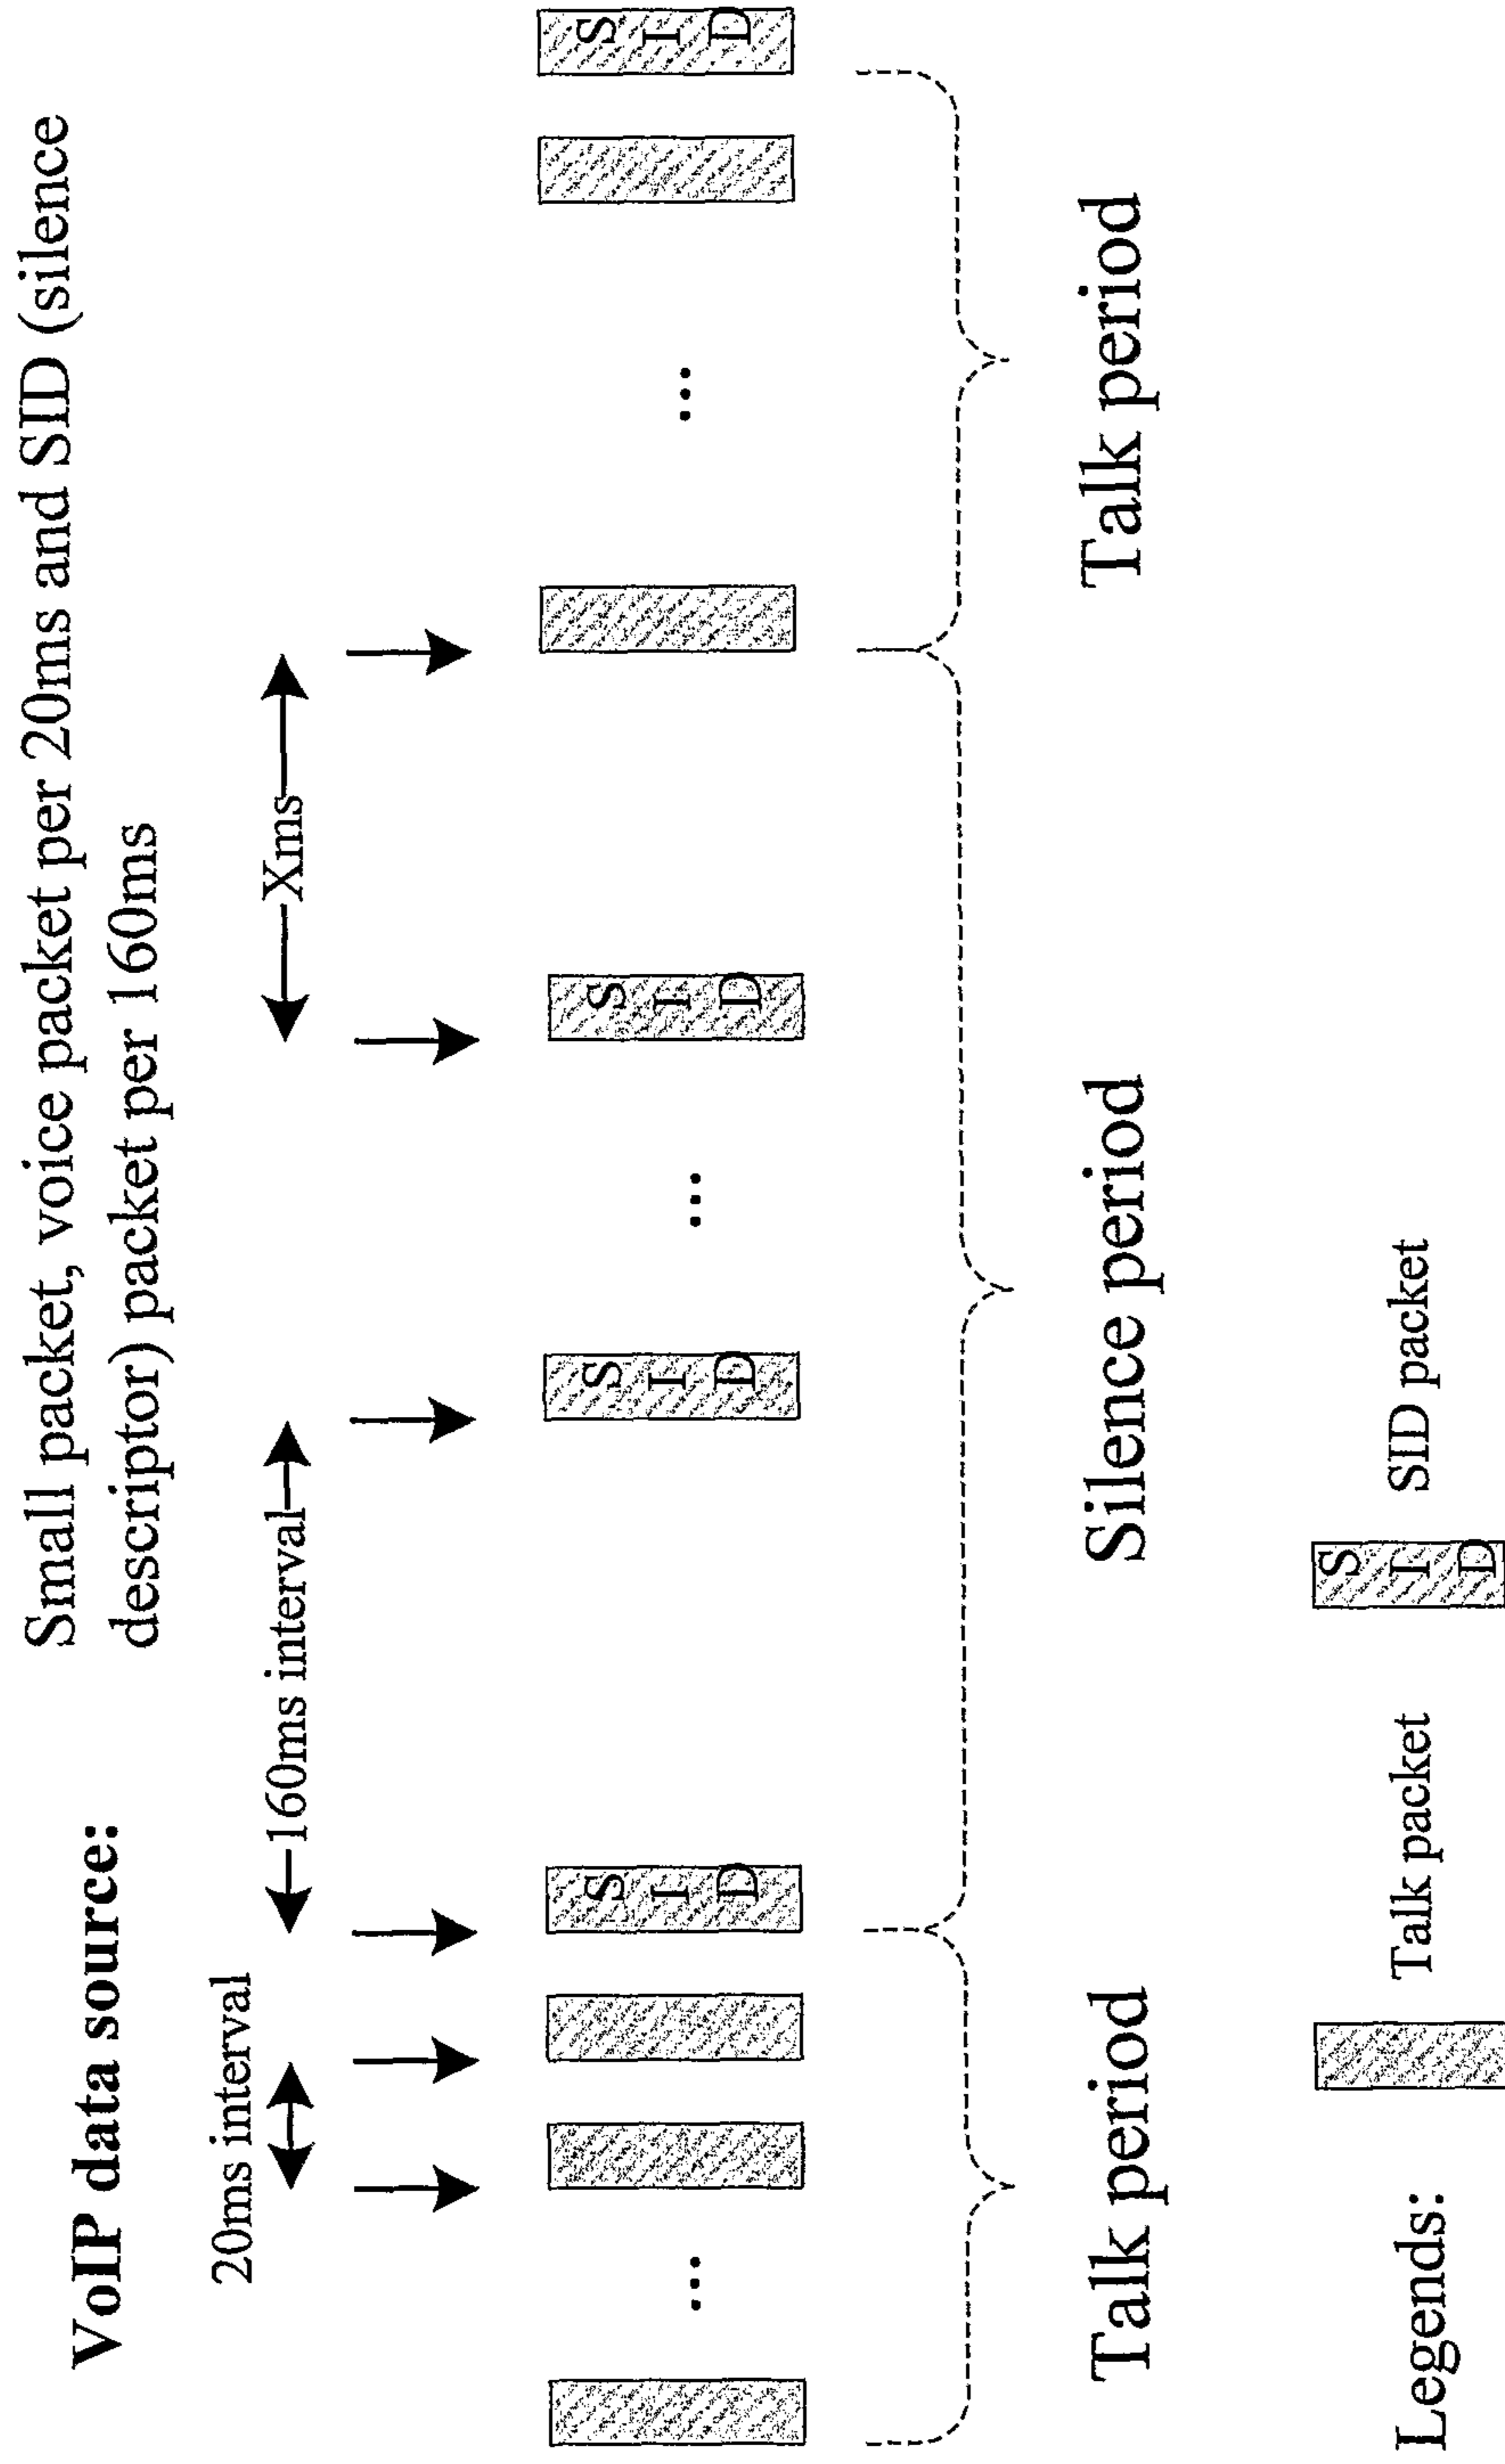 VoIP data source:
Small packet, voice packet per 20ms and SID (silence
descriptor) packet per 160ms
20ms interval
160ms interval
Xms
...
S I D
S I D
...
S I D
...
S I D
Talk period
Silence period
Talk period
Legends:
Talk packet
S I D
SID packet